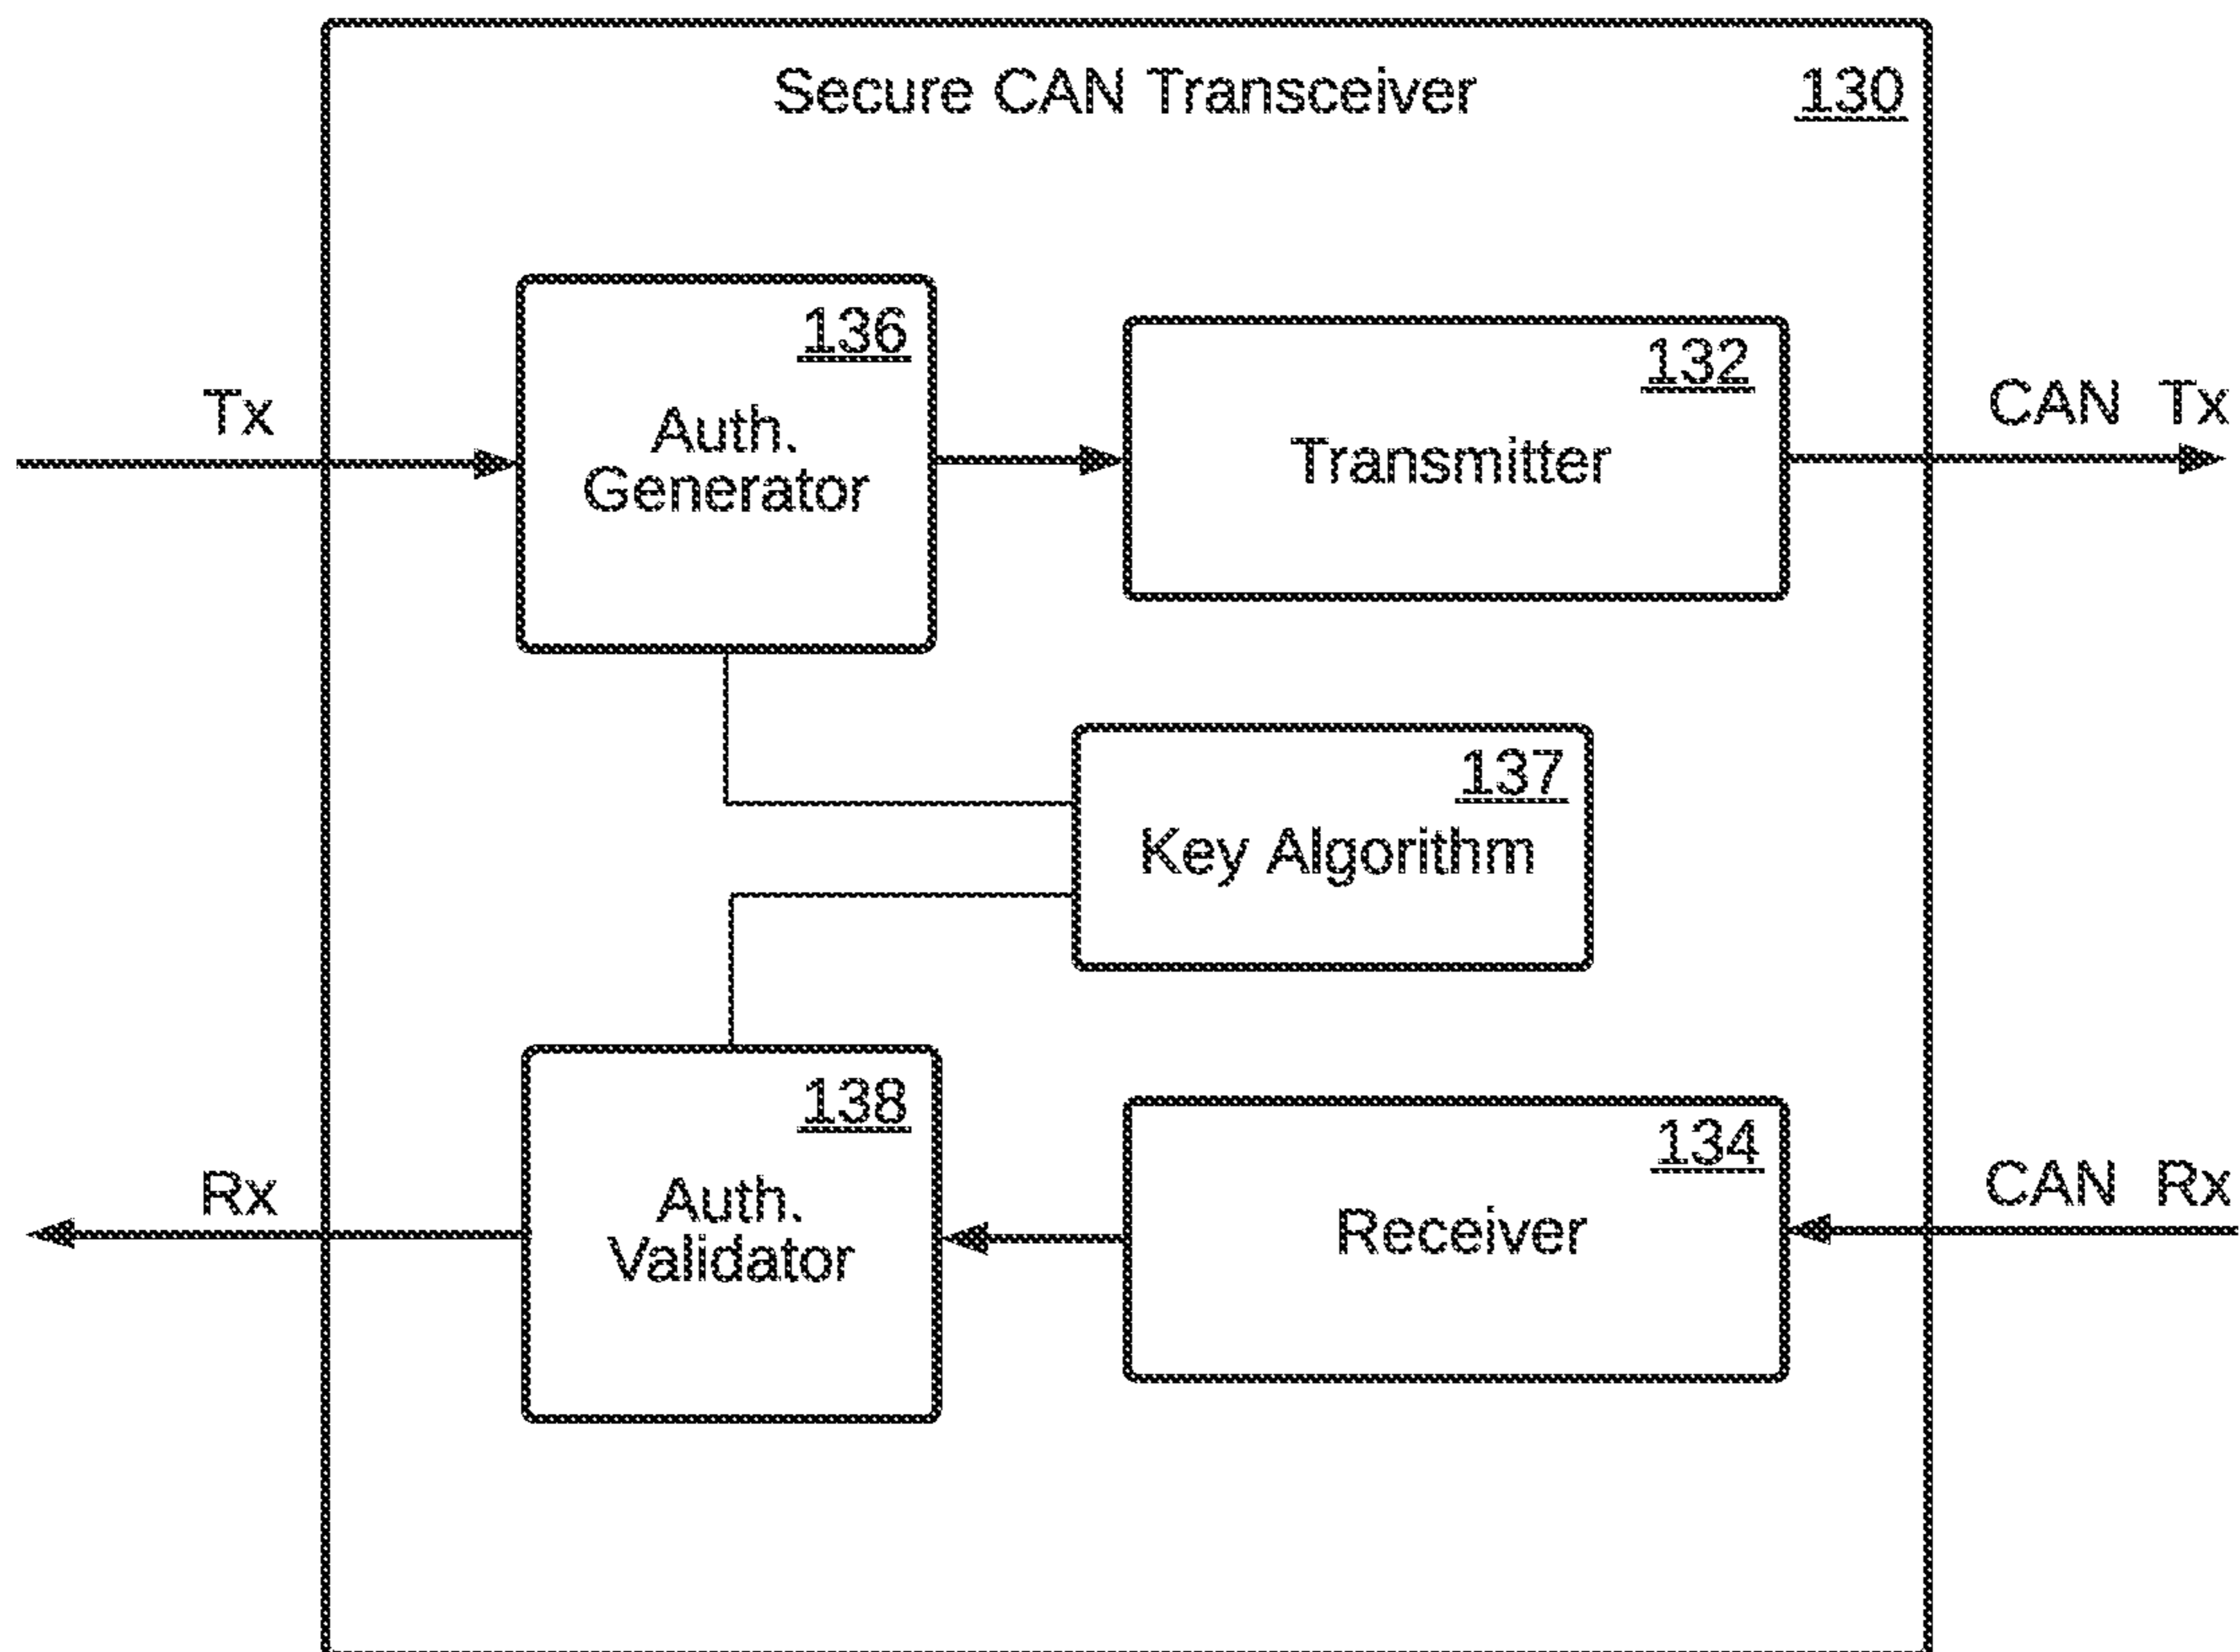 Secure CAN Transceiver 130
136
Auth.
Generator
132
Transmitter
Tx
CAN Tx
137
Key Algorithm
138
Auth.
Validator
134
Receiver
Rx
CAN Rx